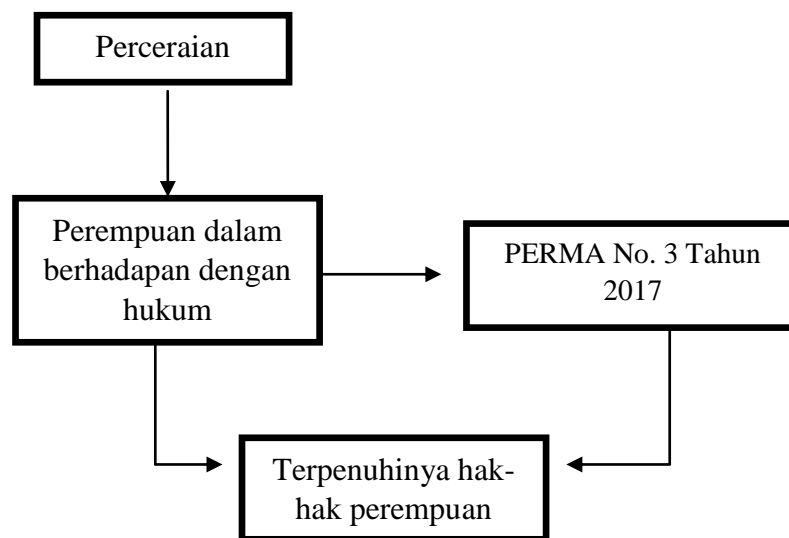 Perceraian
Perempuan dalam
berhadapan dengan
hukum
PERMA No. 3 Tahun
2017
Terpenuhinya hak-
hak perempuan